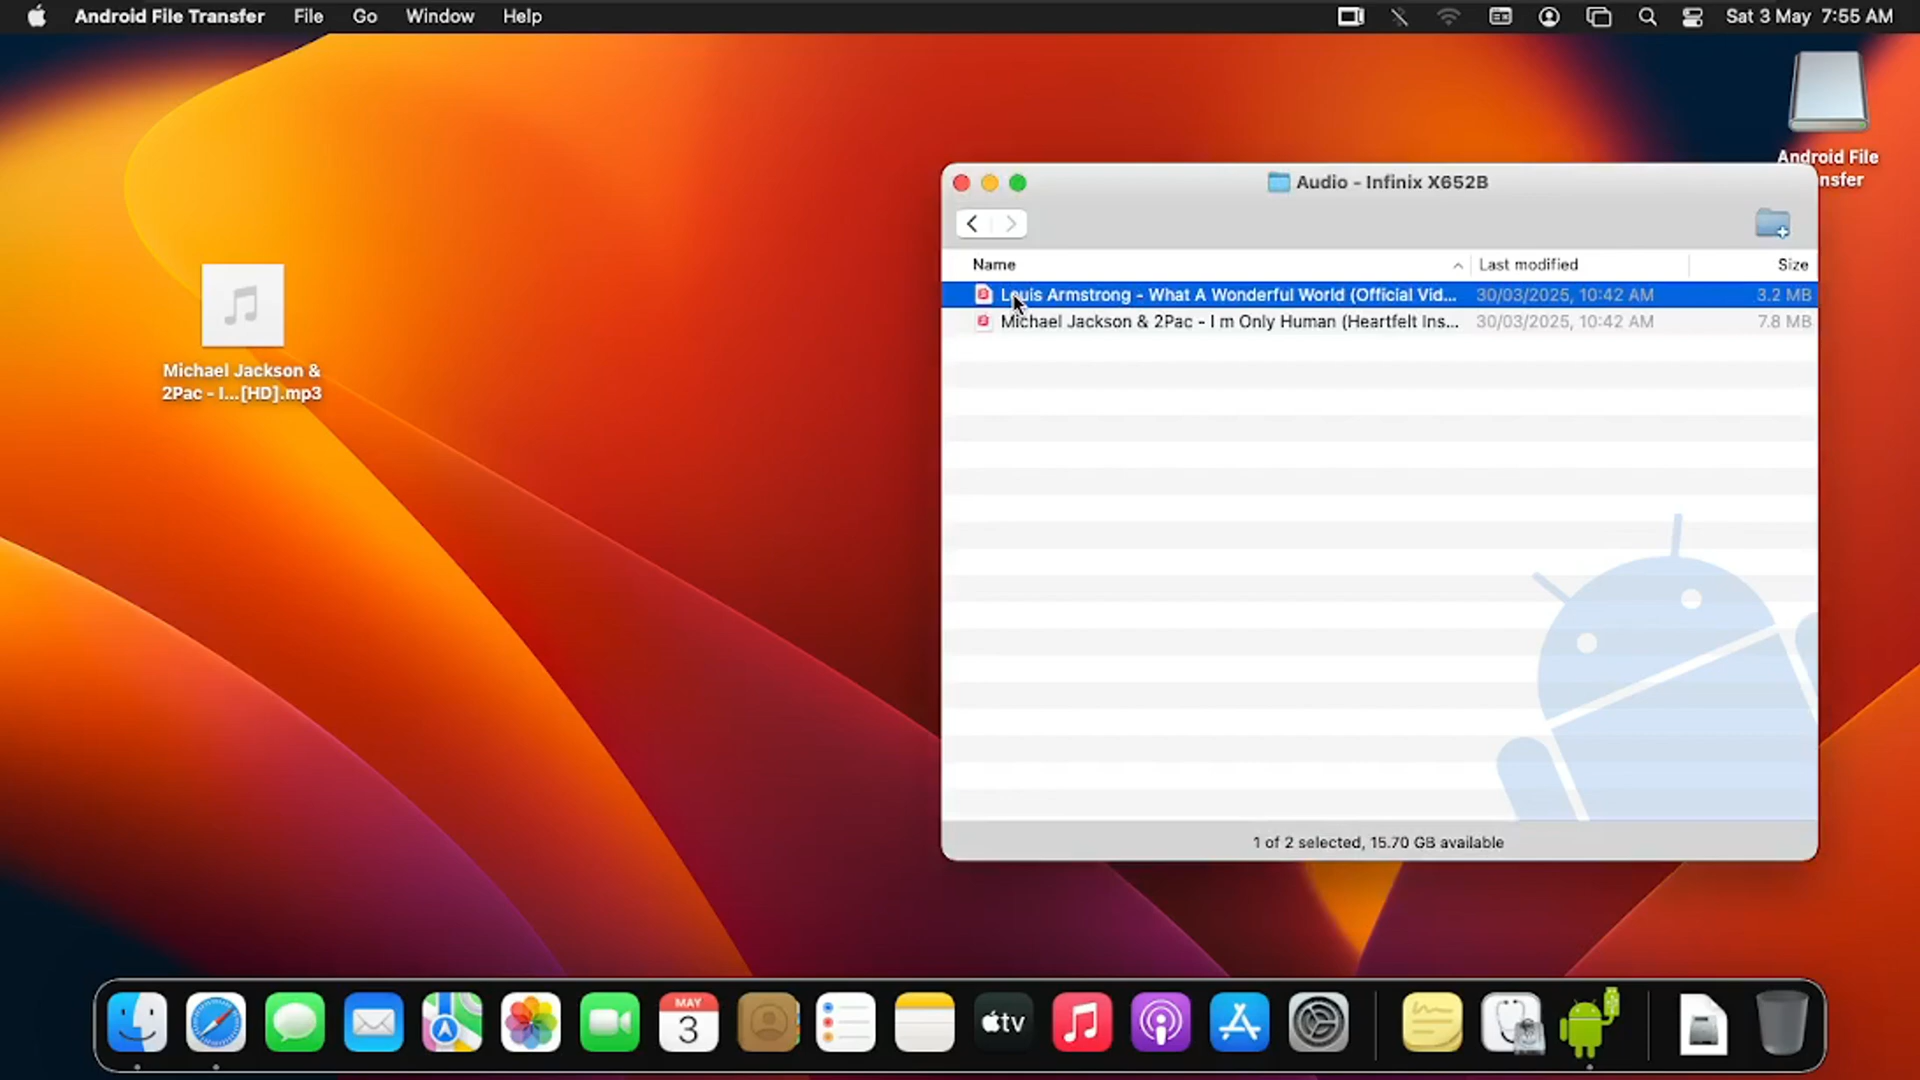 Android File Transfer File Go Window Help Sat 3 May 7:55 AM
Android File
nsfer
Audio - Infinix X652B
Name Last modified Size
Louis Armstrong - What A Wonderful World (Official Vid... 30/03/2025, 10:42 AM 3.2 MB
Michael Jackson & 2Pac - I m Only Human (Heartfelt Ins... 30/03/2025, 10:42 AM 7.8 MB
Michael Jackson &
2Pac - I...[HD].mp3
1 of 2 selected, 15.70 GB available
MAY
3
tv